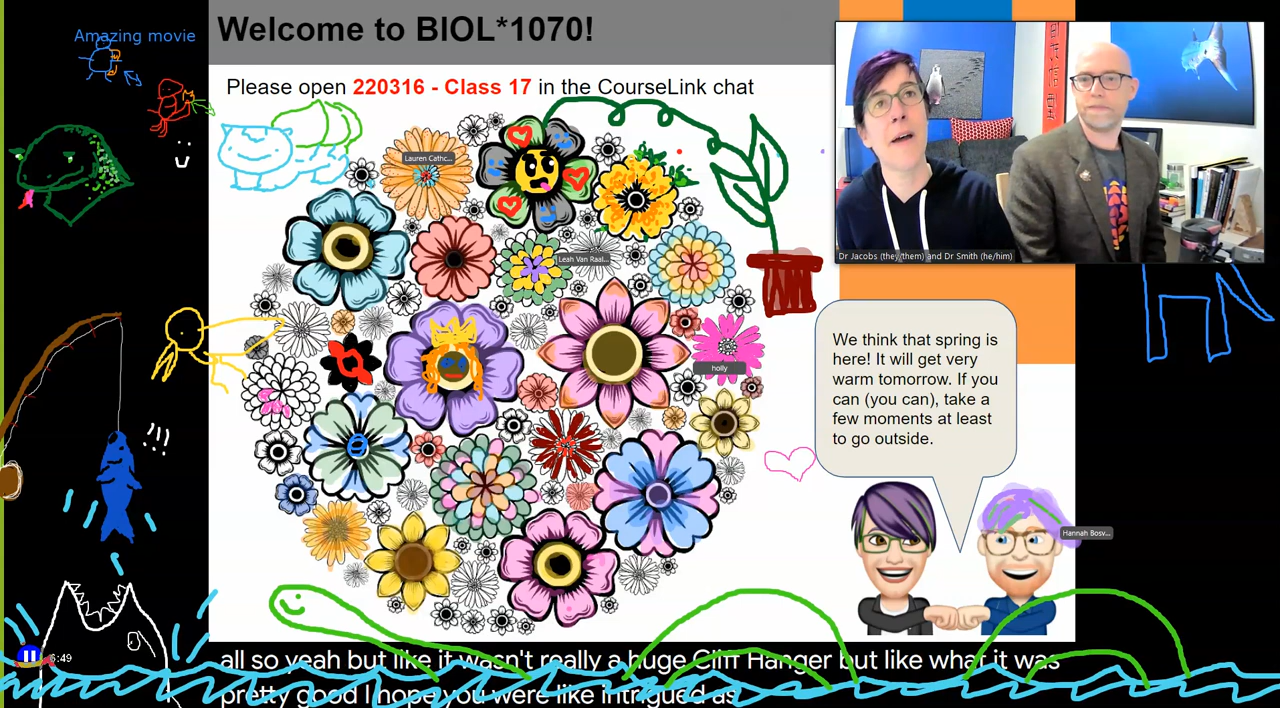 Amazing movie
Welcome to BIOL*1070!
Please open 220316 - Class 17 in the CourseLink chat
Lauren Cathc...
Leah Van Raal...
holly
Dr Jacobs (they/them) and Dr Smith (he/him)
We think that spring is
here! It will get very
warm tomorrow. If you
can (you can), take a
few moments at least
to go outside.
!!!
Hannah Bosv...
6:49
all so yeah but like it wasn't really a huge Cliff Hanger but like what it was
pretty good I hope you were like intrigued as